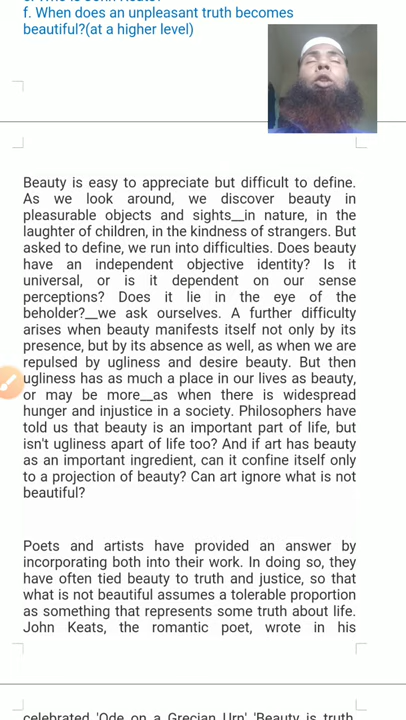 f. When does an unpleasant truth becomes
beautiful?(at a higher level)
Beauty is easy to appreciate but difficult to define.
As we look around, we discover beauty in
pleasurable objects and sights__in nature, in the
laughter of children, in the kindness of strangers. But
asked to define, we run into difficulties. Does beauty
have an independent objective identity? Is it
universal, or is it dependent on our sense
perceptions? Does it lie in the eye of the
beholder?__we ask ourselves. A further difficulty
arises when beauty manifests itself not only by its
presence, but by its absence as well, as when we are
repulsed by ugliness and desire beauty. But then
ugliness has as much a place in our lives as beauty,
or may be more__as when there is widespread
hunger and injustice in a society. Philosophers have
told us that beauty is an important part of life, but
isn't ugliness apart of life too? And if art has beauty
as an important ingredient, can it confine itself only
to a projection of beauty? Can art ignore what is not
beautiful?
Poets and artists have provided an answer by
incorporating both into their work. In doing so, they
have often tied beauty to truth and justice, so that
what is not beautiful assumes a tolerable proportion
as something that represents some truth about life.
John Keats, the romantic poet, wrote in his
celebrated 'Ode on a Grecian Urn' 'Beauty is truth,